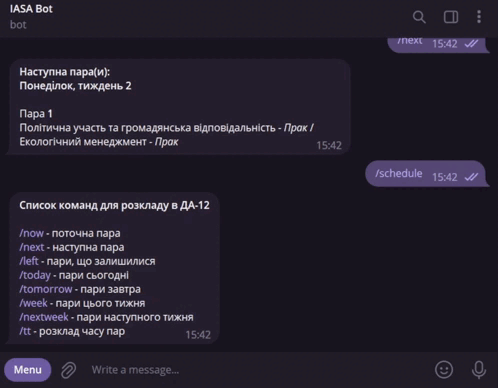 IASA Bot
bot
/next 15:42
Наступна пара(и):
Понеділок, тиждень 2
Пара 1
Політична участь та громадянська відповідальність - Прак /
Екологічний менеджмент - Прак
15:42
/schedule 15:42
Список команд для розкладу в ДА-12
/now - поточна пара
/next - наступна пара
/left - пари, що залишилися
/today - пари сьогодні
/tomorrow - пари завтра
/week - пари цього тижня
/nextweek - пари наступного тижня
/tt - розклад часу пар
15:42
Menu Write a message...